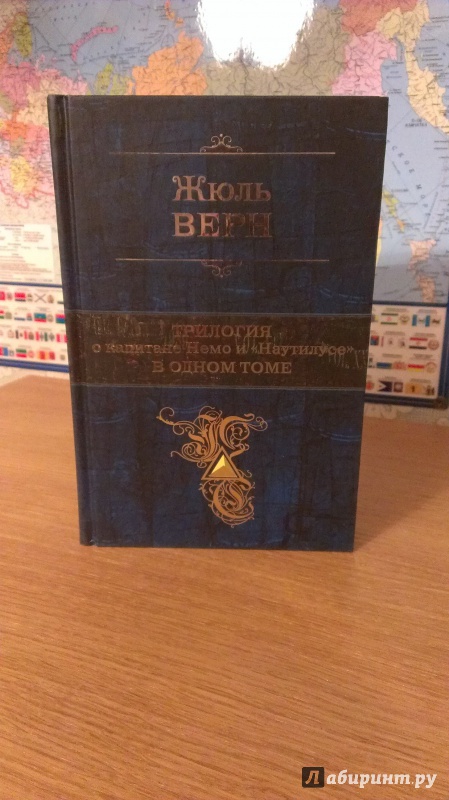 Жюль
ВЕРН
ТРИЛОГИЯ
о капитане Немо и «Наутилусе»
В ОДНОМ ТОМЕ
Лабиринт.ру